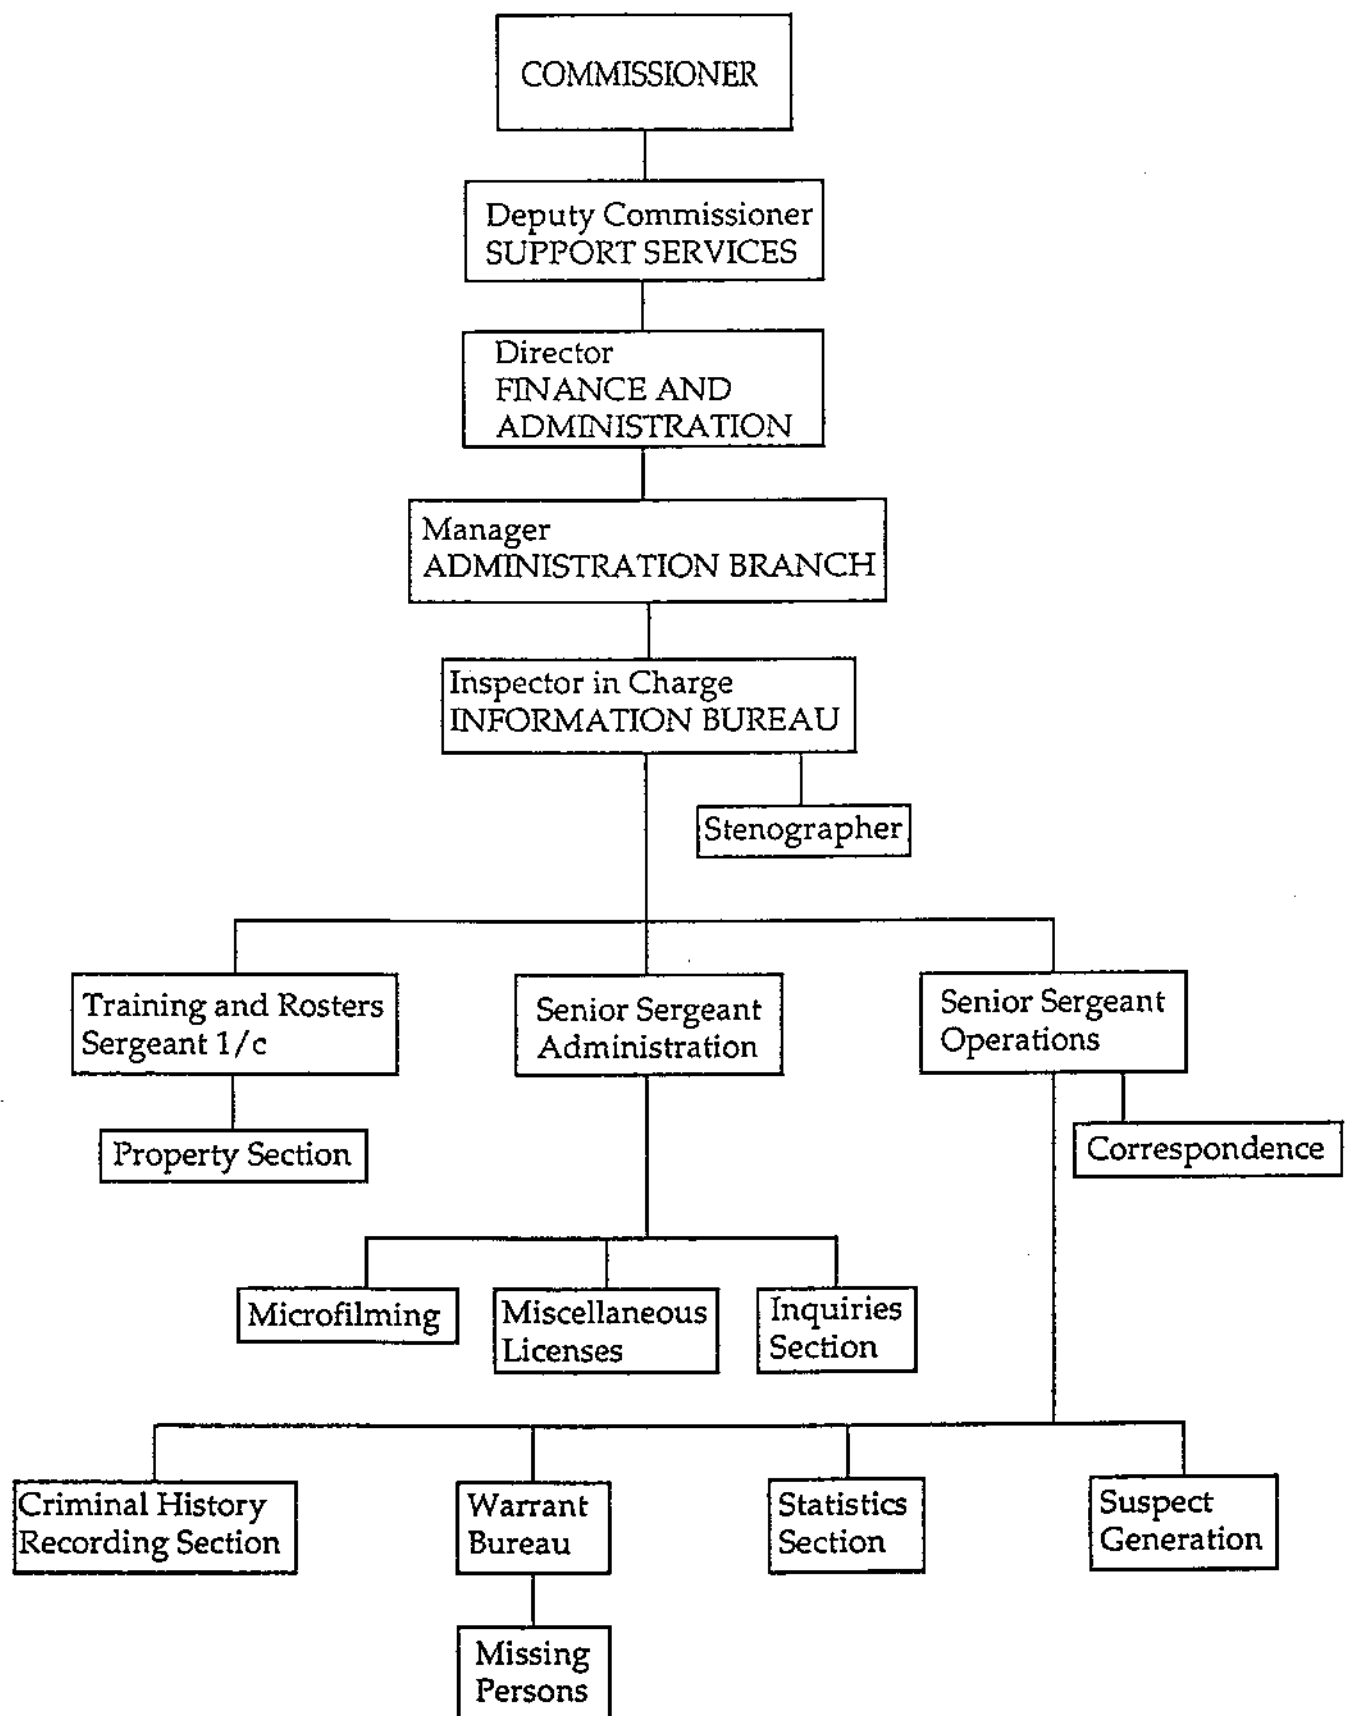 COMMISSIONER
Deputy Commissioner
SUPPORT SERVICES
Director
FINANCE AND
ADMINISTRATION
Manager
ADMINISTRATION BRANCH
Inspector in Charge
INFORMATION BUREAU
Stenographer
Training and Rosters
Sergeant 1/c
Senior Sergeant
Administration
Senior Sergeant
Operations
Property Section
Correspondence
Microfilming
Miscellaneous
Licenses
Inquiries
Section
Criminal History
Recording Section
Warrant
Bureau
Statistics
Section
Suspect
Generation
Missing
Persons